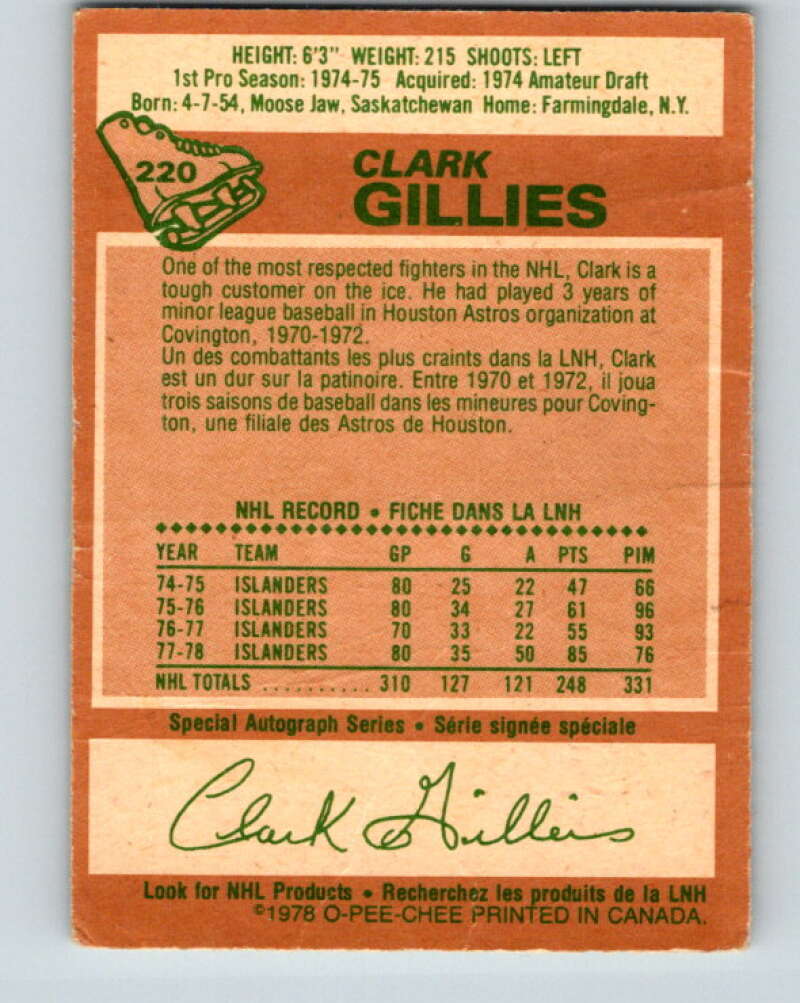 HEIGHT: 6'3" WEIGHT: 215 SHOOTS: LEFT
1st Pro Season: 1974-75 Acquired: 1974 Amateur Draft
Born: 4-7-54, Moose Jaw, Saskatchewan Home: Farmingdale, N.Y.
220
CLARK
GILLIES
One of the most respected fighters in the NHL, Clark is a
tough customer on the ice. He had played 3 years of
minor league baseball in Houston Astros organization at
Covington, 1970-1972.
Un des combattants les plus craints dans la LNH, Clark
est un dur sur la patinoire. Entre 1970 et 1972, il joua
trois saisons de baseball dans les mineures pour Coving-
ton, une filiale des Astros de Houston.
NHL RECORD • FICHE DANS LA LNH
YEAR TEAM GP G A PTS PIM
74-75 ISLANDERS 80 25 22 47 66
75-76 ISLANDERS 80 34 27 61 96
76-77 ISLANDERS 70 33 22 55 93
77-78 ISLANDERS 80 35 50 85 76
NHL TOTALS .......... 310 127 121 248 331
Special Autograph Series • Série signée spéciale
Clark Gillies
Look for NHL Products • Recherchez les produits de la LNH
©1978 O-PEE-CHEE PRINTED IN CANADA.